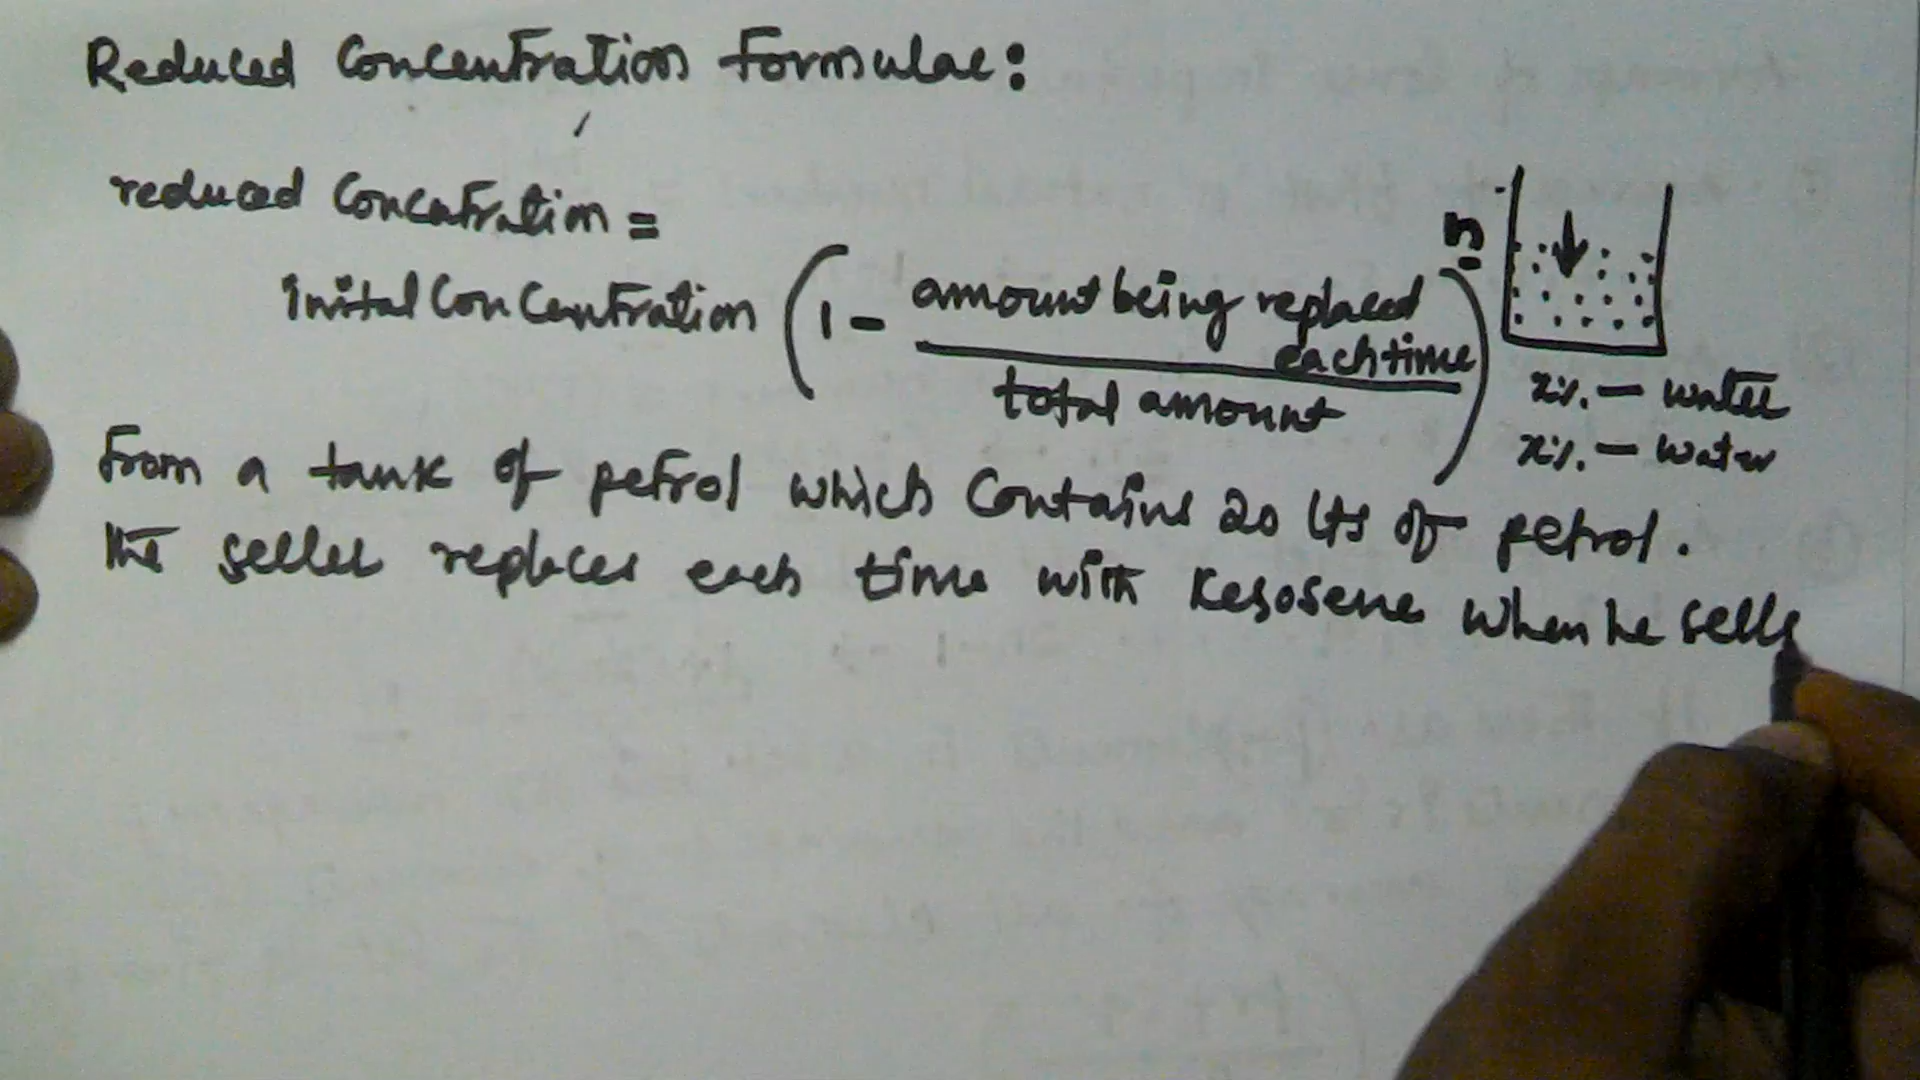 Reduced Concentration Formulae:
reduced Concentration =
Inital Concentration (1 - amount being replaced each time / total amount)n
x%. - water
x%. - water
From a tank of petrol which Contains 20 lts of petrol.
the seller replaces each time with Kerosene when he sells